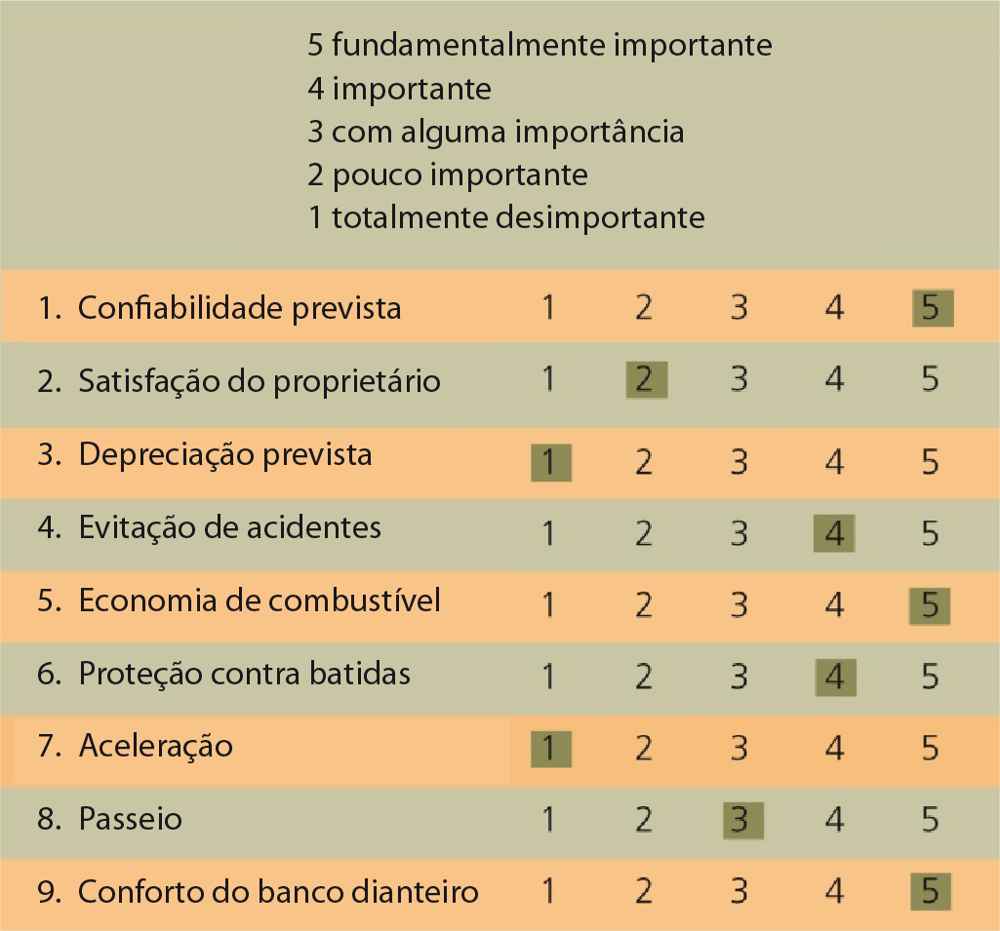 5 fundamentalmente importante
4 importante
3 com alguma importância
2 pouco importante
1 totalmente desimportante
1. Confiabilidade prevista 1 2 3 4 5
2. Satisfação do proprietário 1 2 3 4 5
3. Depreciação prevista 1 2 3 4 5
4. Evitação de acidentes 1 2 3 4 5
5. Economia de combustível 1 2 3 4 5
6. Proteção contra batidas 1 2 3 4 5
7. Aceleração 1 2 3 4 5
8. Passeio 1 2 3 4 5
9. Conforto do banco dianteiro 1 2 3 4 5